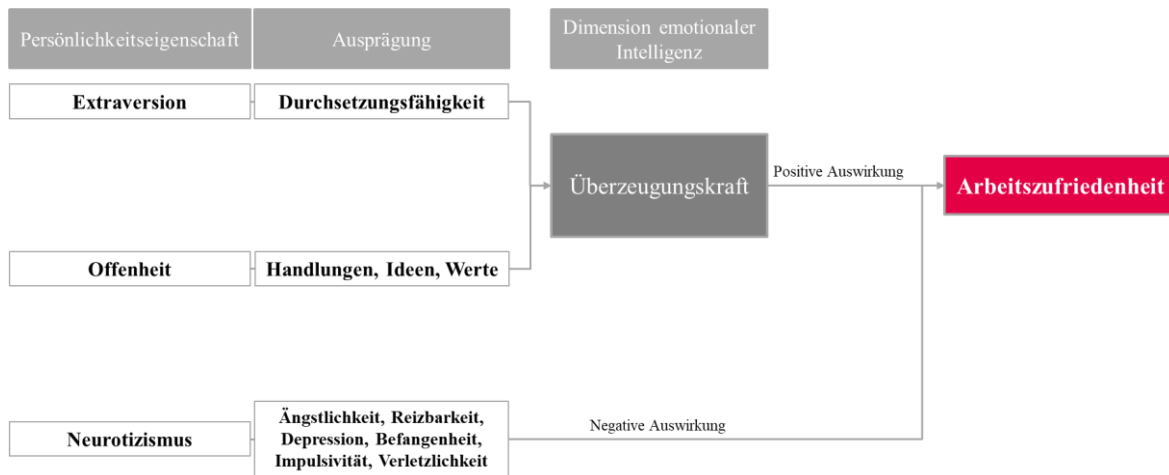 Persönlichkeitseigenschaft
Ausprägung
Dimension emotionaler
Intelligenz
Extraversion
Durchsetzungsfähigkeit
Überzeugungskraft
Positive Auswirkung
Arbeitszufriedenheit
Offenheit
Handlungen, Ideen, Werte
Neurotizismus
Ängstlichkeit, Reizbarkeit,
Depression, Befangenheit,
Impulsivität, Verletzlichkeit
Negative Auswirkung